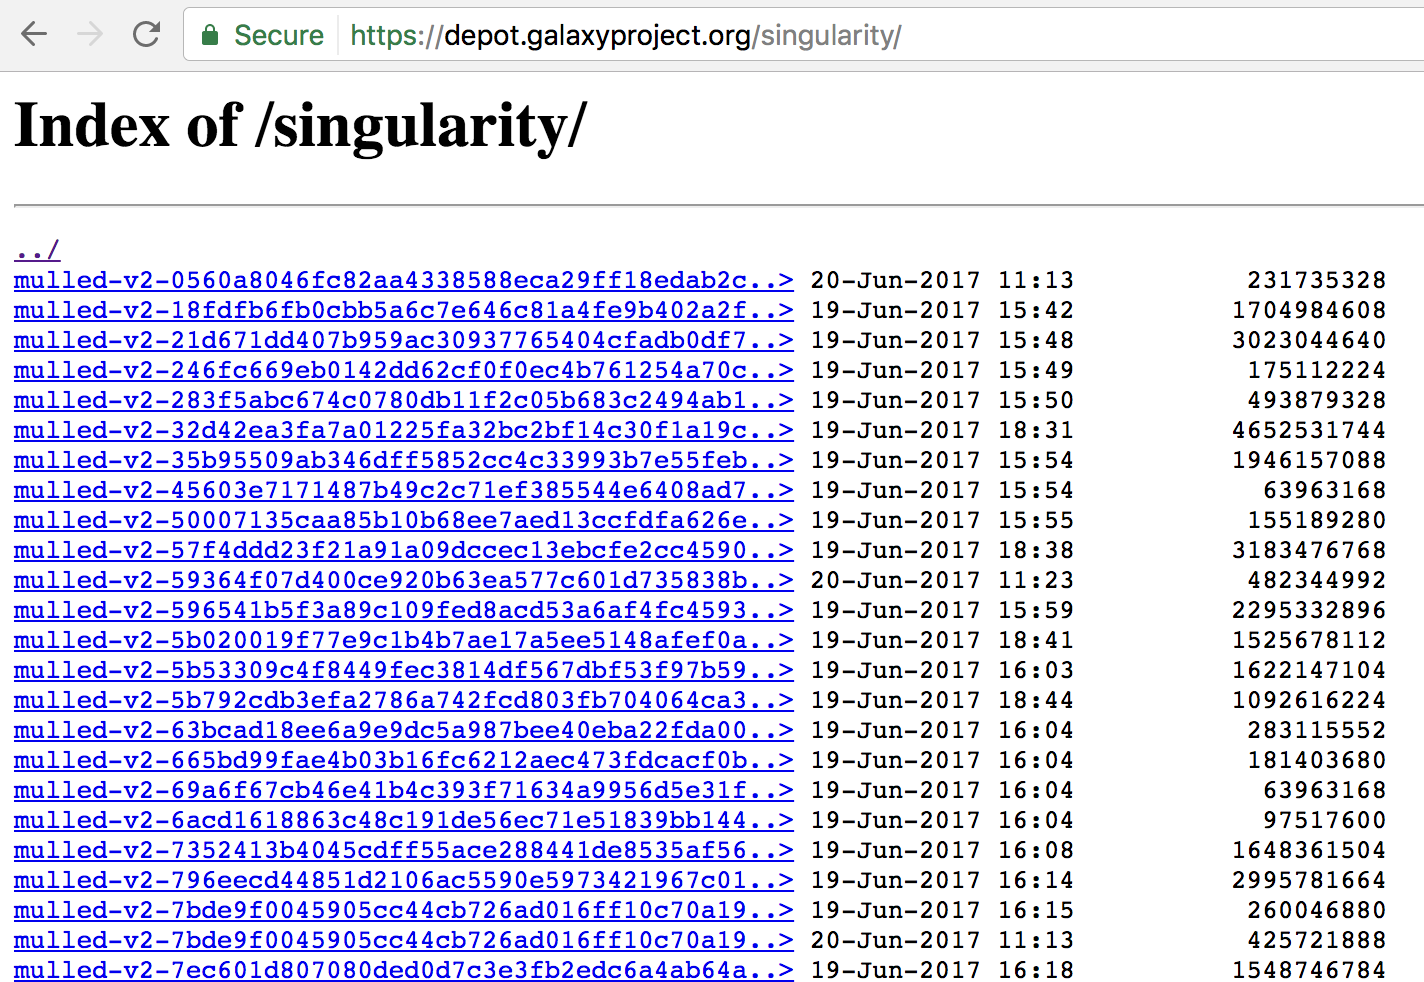 Secure https://depot.galaxyproject.org/singularity/
Index of /singularity/
../
mulled-v2-0560a8046fc82aa4338588eca29ff18edab2c..> 20-Jun-2017 11:13 231735328
mulled-v2-18fdfb6fb0cbb5a6c7e646c81a4fe9b402a2f..> 19-Jun-2017 15:42 1704984608
mulled-v2-21d671dd407b959ac30937765404cfadb0df7..> 19-Jun-2017 15:48 3023044640
mulled-v2-246fc669eb0142dd62cf0f0ec4b761254a70c..> 19-Jun-2017 15:49 175112224
mulled-v2-283f5abc674c0780db11f2c05b683c2494ab1..> 19-Jun-2017 15:50 493879328
mulled-v2-32d42ea3fa7a01225fa32bc2bf14c30f1a19c..> 19-Jun-2017 18:31 4652531744
mulled-v2-35b95509ab346dff5852cc4c33993b7e55feb..> 19-Jun-2017 15:54 1946157088
mulled-v2-45603e7171487b49c2c71ef385544e6408ad7..> 19-Jun-2017 15:54 63963168
mulled-v2-50007135caa85b10b68ee7aed13ccfdfa626e..> 19-Jun-2017 15:55 155189280
mulled-v2-57f4ddd23f21a91a09dccec13ebcfe2cc4590..> 19-Jun-2017 18:38 3183476768
mulled-v2-59364f07d400ce920b63ea577c601d735838b..> 20-Jun-2017 11:23 482344992
mulled-v2-596541b5f3a89c109fed8acd53a6af4fc4593..> 19-Jun-2017 15:59 2295332896
mulled-v2-5b020019f77e9c1b4b7ae17a5ee5148afef0a..> 19-Jun-2017 18:41 1525678112
mulled-v2-5b53309c4f8449fec3814df567dbf53f97b59..> 19-Jun-2017 16:03 1622147104
mulled-v2-5b792cdb3efa2786a742fcd803fb704064ca3..> 19-Jun-2017 18:44 1092616224
mulled-v2-63bcad18ee6a9e9dc5a987bee40eba22fda00..> 19-Jun-2017 16:04 283115552
mulled-v2-665bd99fae4b03b16fc6212aec473fdcacf0b..> 19-Jun-2017 16:04 181403680
mulled-v2-69a6f67cb46e41b4c393f71634a9956d5e31f..> 19-Jun-2017 16:04 63963168
mulled-v2-6acd1618863c48c191de56ec71e51839bb144..> 19-Jun-2017 16:04 97517600
mulled-v2-7352413b4045cdff55ace288441de8535af56..> 19-Jun-2017 16:08 1648361504
mulled-v2-796eecd44851d2106ac5590e5973421967c01..> 19-Jun-2017 16:14 2995781664
mulled-v2-7bde9f0045905cc44cb726ad016ff10c70a19..> 19-Jun-2017 16:15 260046880
mulled-v2-7bde9f0045905cc44cb726ad016ff10c70a19..> 20-Jun-2017 11:13 425721888
mulled-v2-7ec601d807080ded0d7c3e3fb2edc6a4ab64a..> 19-Jun-2017 16:18 1548746784